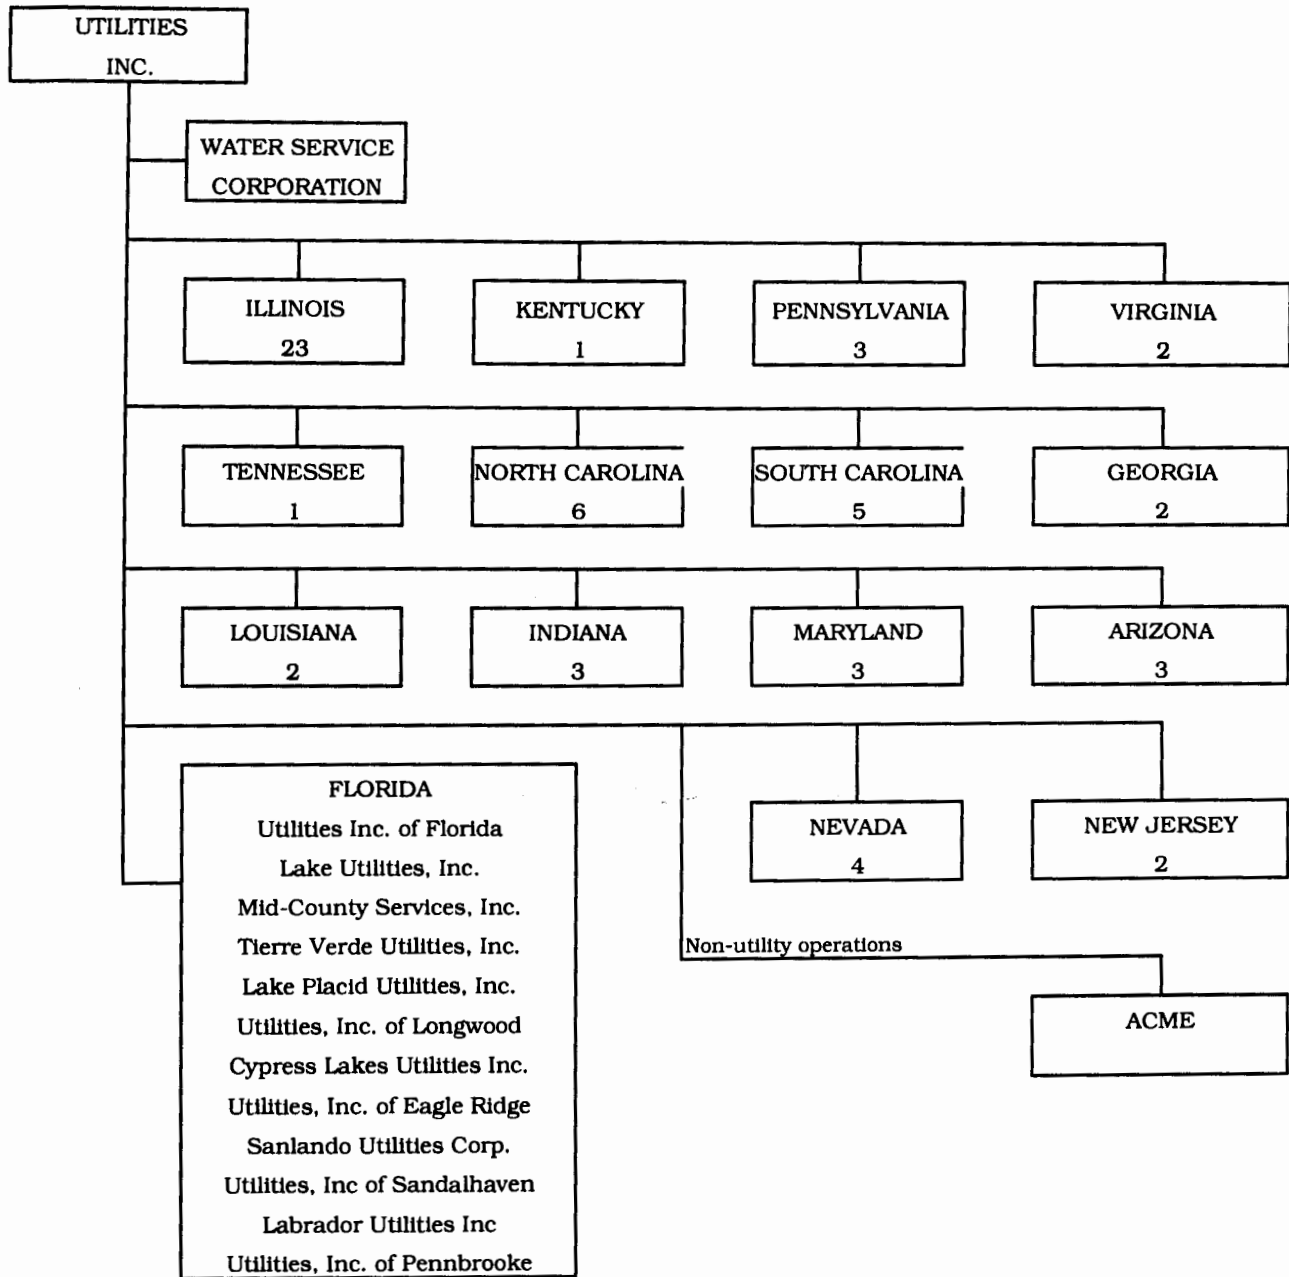 UTILITIES
INC.
WATER SERVICE
CORPORATION
ILLINOIS
23
KENTUCKY
1
PENNSYLVANIA
3
VIRGINIA
2
TENNESSEE
1
NORTH CAROLINA
6
SOUTH CAROLINA
5
GEORGIA
2
LOUISIANA
2
INDIANA
3
MARYLAND
3
ARIZONA
3
FLORIDA
Utilities Inc. of Florida
Lake Utilities, Inc.
Mid-County Services, Inc.
Tierre Verde Utilities, Inc.
Lake Placid Utilities, Inc.
Utilities, Inc. of Longwood
Cypress Lakes Utilities Inc.
Utilities, Inc. of Eagle Ridge
Sanlando Utilities Corp.
Utilities, Inc of Sandalhaven
Labrador Utilities Inc
Utilities, Inc. of Pennbrooke
NEVADA
4
NEW JERSEY
2
Non-utility operations
ACME